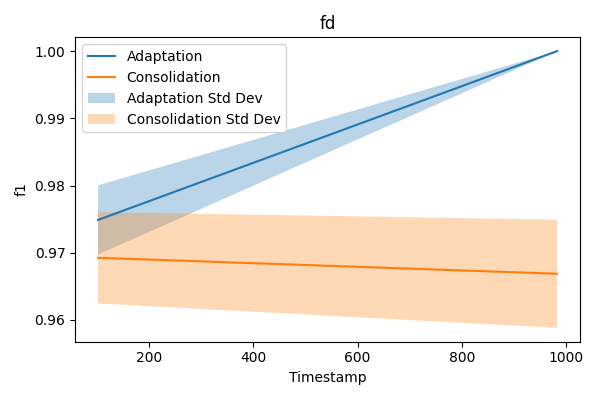 fd
Adaptation
Consolidation
Adaptation Std Dev
Consolidation Std Dev
1.00
0.99
0.98
0.97
0.96
f1
200
400
600
800
1000
Timestamp